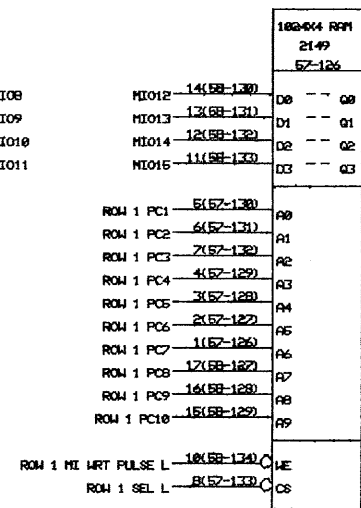 1024X4 RAM
2149
57-126
IO8 MIO12 14(58-130) D0 -- Q0
IO9 MIO13 13(58-131) D1 -- Q1
IO10 MIO14 12(58-132) D2 -- Q2
IO11 MIO15 11(58-133) D3 -- Q3
ROW 1 PC1 5(57-130) A0
ROW 1 PC2 6(57-131) A1
ROW 1 PC3 7(57-132) A2
ROW 1 PC4 4(57-129) A3
ROW 1 PC5 3(57-128) A4
ROW 1 PC6 2(57-127) A5
ROW 1 PC7 1(57-126) A6
ROW 1 PC8 17(58-127) A7
ROW 1 PC9 16(58-128) A8
ROW 1 PC10 15(58-129) A9
ROW 1 MI WRT PULSE L 10(58-134) WE
ROW 1 SEL L 8(57-133) CS